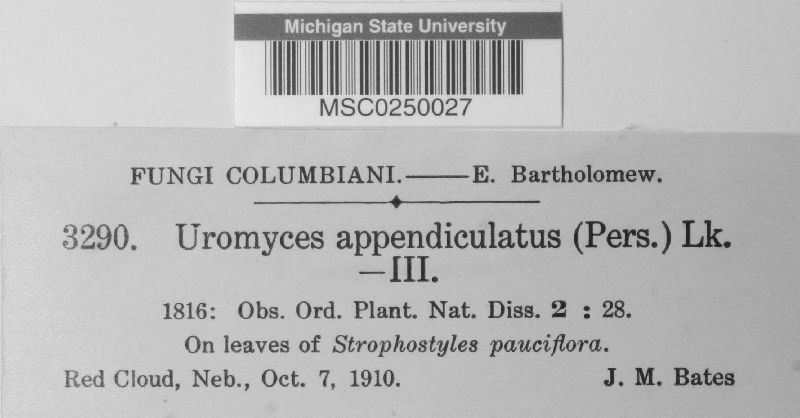 Michigan State University
MSC0250027
FUNGI COLUMBIANI.——E. Bartholomew.
3290. Uromyces appendiculatus (Pers.) Lk.
—III.
1816: Obs. Ord. Plant. Nat. Diss. 2 : 28.
On leaves of Strophostyles pauciflora.
Red Cloud, Neb., Oct. 7, 1910. J. M. Bates